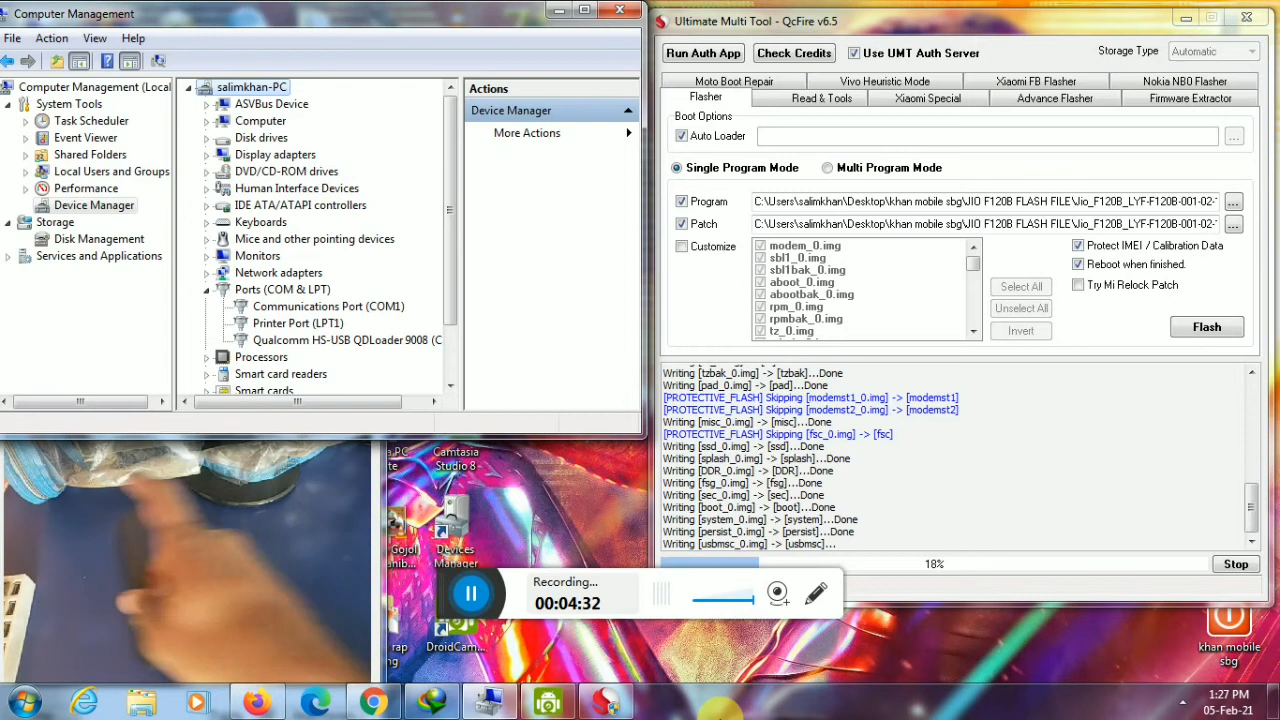 Computer Management
File Action View Help
Computer Management (Local
System Tools
Task Scheduler
Event Viewer
Shared Folders
Local Users and Groups
Performance
Device Manager
Storage
Disk Management
Services and Applications
salimkhan-PC
ASVBus Device
Computer
Disk drives
Display adapters
DVD/CD-ROM drives
Human Interface Devices
IDE ATA/ATAPI controllers
Keyboards
Mice and other pointing devices
Monitors
Network adapters
Ports (COM & LPT)
Communications Port (COM1)
Printer Port (LPT1)
Qualcomm HS-USB QDLoader 9008 (C
Processors
Smart card readers
Smart cards
Actions
Device Manager
More Actions
Ultimate Multi Tool - QcFire v6.5
Run Auth App Check Credits Use UMT Auth Server Storage Type Automatic
Moto Boot Repair Vivo Heuristic Mode Xiaomi FB Flasher Nokia NB0 Flasher
Flasher Read & Tools Xiaomi Special Advance Flasher Firmware Extractor
Boot Options
Auto Loader ...
Single Program Mode Multi Program Mode
Program C:\Users\salimkhan\Desktop\khan mobile sbg\JIO F120B FLASH FILE\Jio_F120B_LYF-F120B-001-02- ...
Patch C:\Users\salimkhan\Desktop\khan mobile sbg\JIO F120B FLASH FILE\Jio_F120B_LYF-F120B-001-02- ...
Customize
modem_0.img
sbl1_0.img
sbl1bak_0.img
aboot_0.img
abootbak_0.img
rpm_0.img
rpmbak_0.img
tz_0.img
Select All
Unselect All
Invert
Protect IMEI / Calibration Data
Reboot when finished.
Try Mi Relock Patch
Flash
Writing [tzbak_0.img] -> [tzbak]...Done
Writing [pad_0.img] -> [pad]...Done
[PROTECTIVE_FLASH] Skipping [modemst1_0.img] -> [modemst1]
[PROTECTIVE_FLASH] Skipping [modemst2_0.img] -> [modemst2]
Writing [misc_0.img] -> [misc]...Done
[PROTECTIVE_FLASH] Skipping [fsc_0.img] -> [fsc]
Writing [ssd_0.img] -> [ssd]...Done
Writing [splash_0.img] -> [splash]...Done
Writing [DDR_0.img] -> [DDR]...Done
Writing [fsg_0.img] -> [fsg]...Done
Writing [sec_0.img] -> [sec]...Done
Writing [boot_0.img] -> [boot]...Done
Writing [system_0.img] -> [system]...Done
Writing [persist_0.img] -> [persist]...Done
Writing [usbmsc_0.img] -> [usbmsc]...
18% Stop
Camtasia
Studio 8
Devices
Manager
DroidCam...
Recording...
00:04:32
khan mobile
sbg
1:27 PM
05-Feb-21